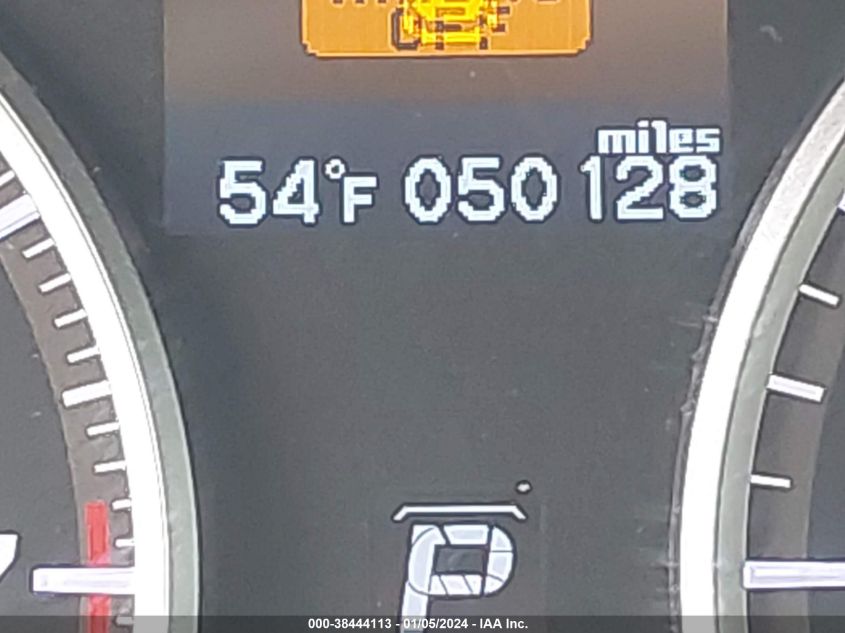 miles
54°F 050128
P
000-38444113 - 01/05/2024 - IAA Inc.